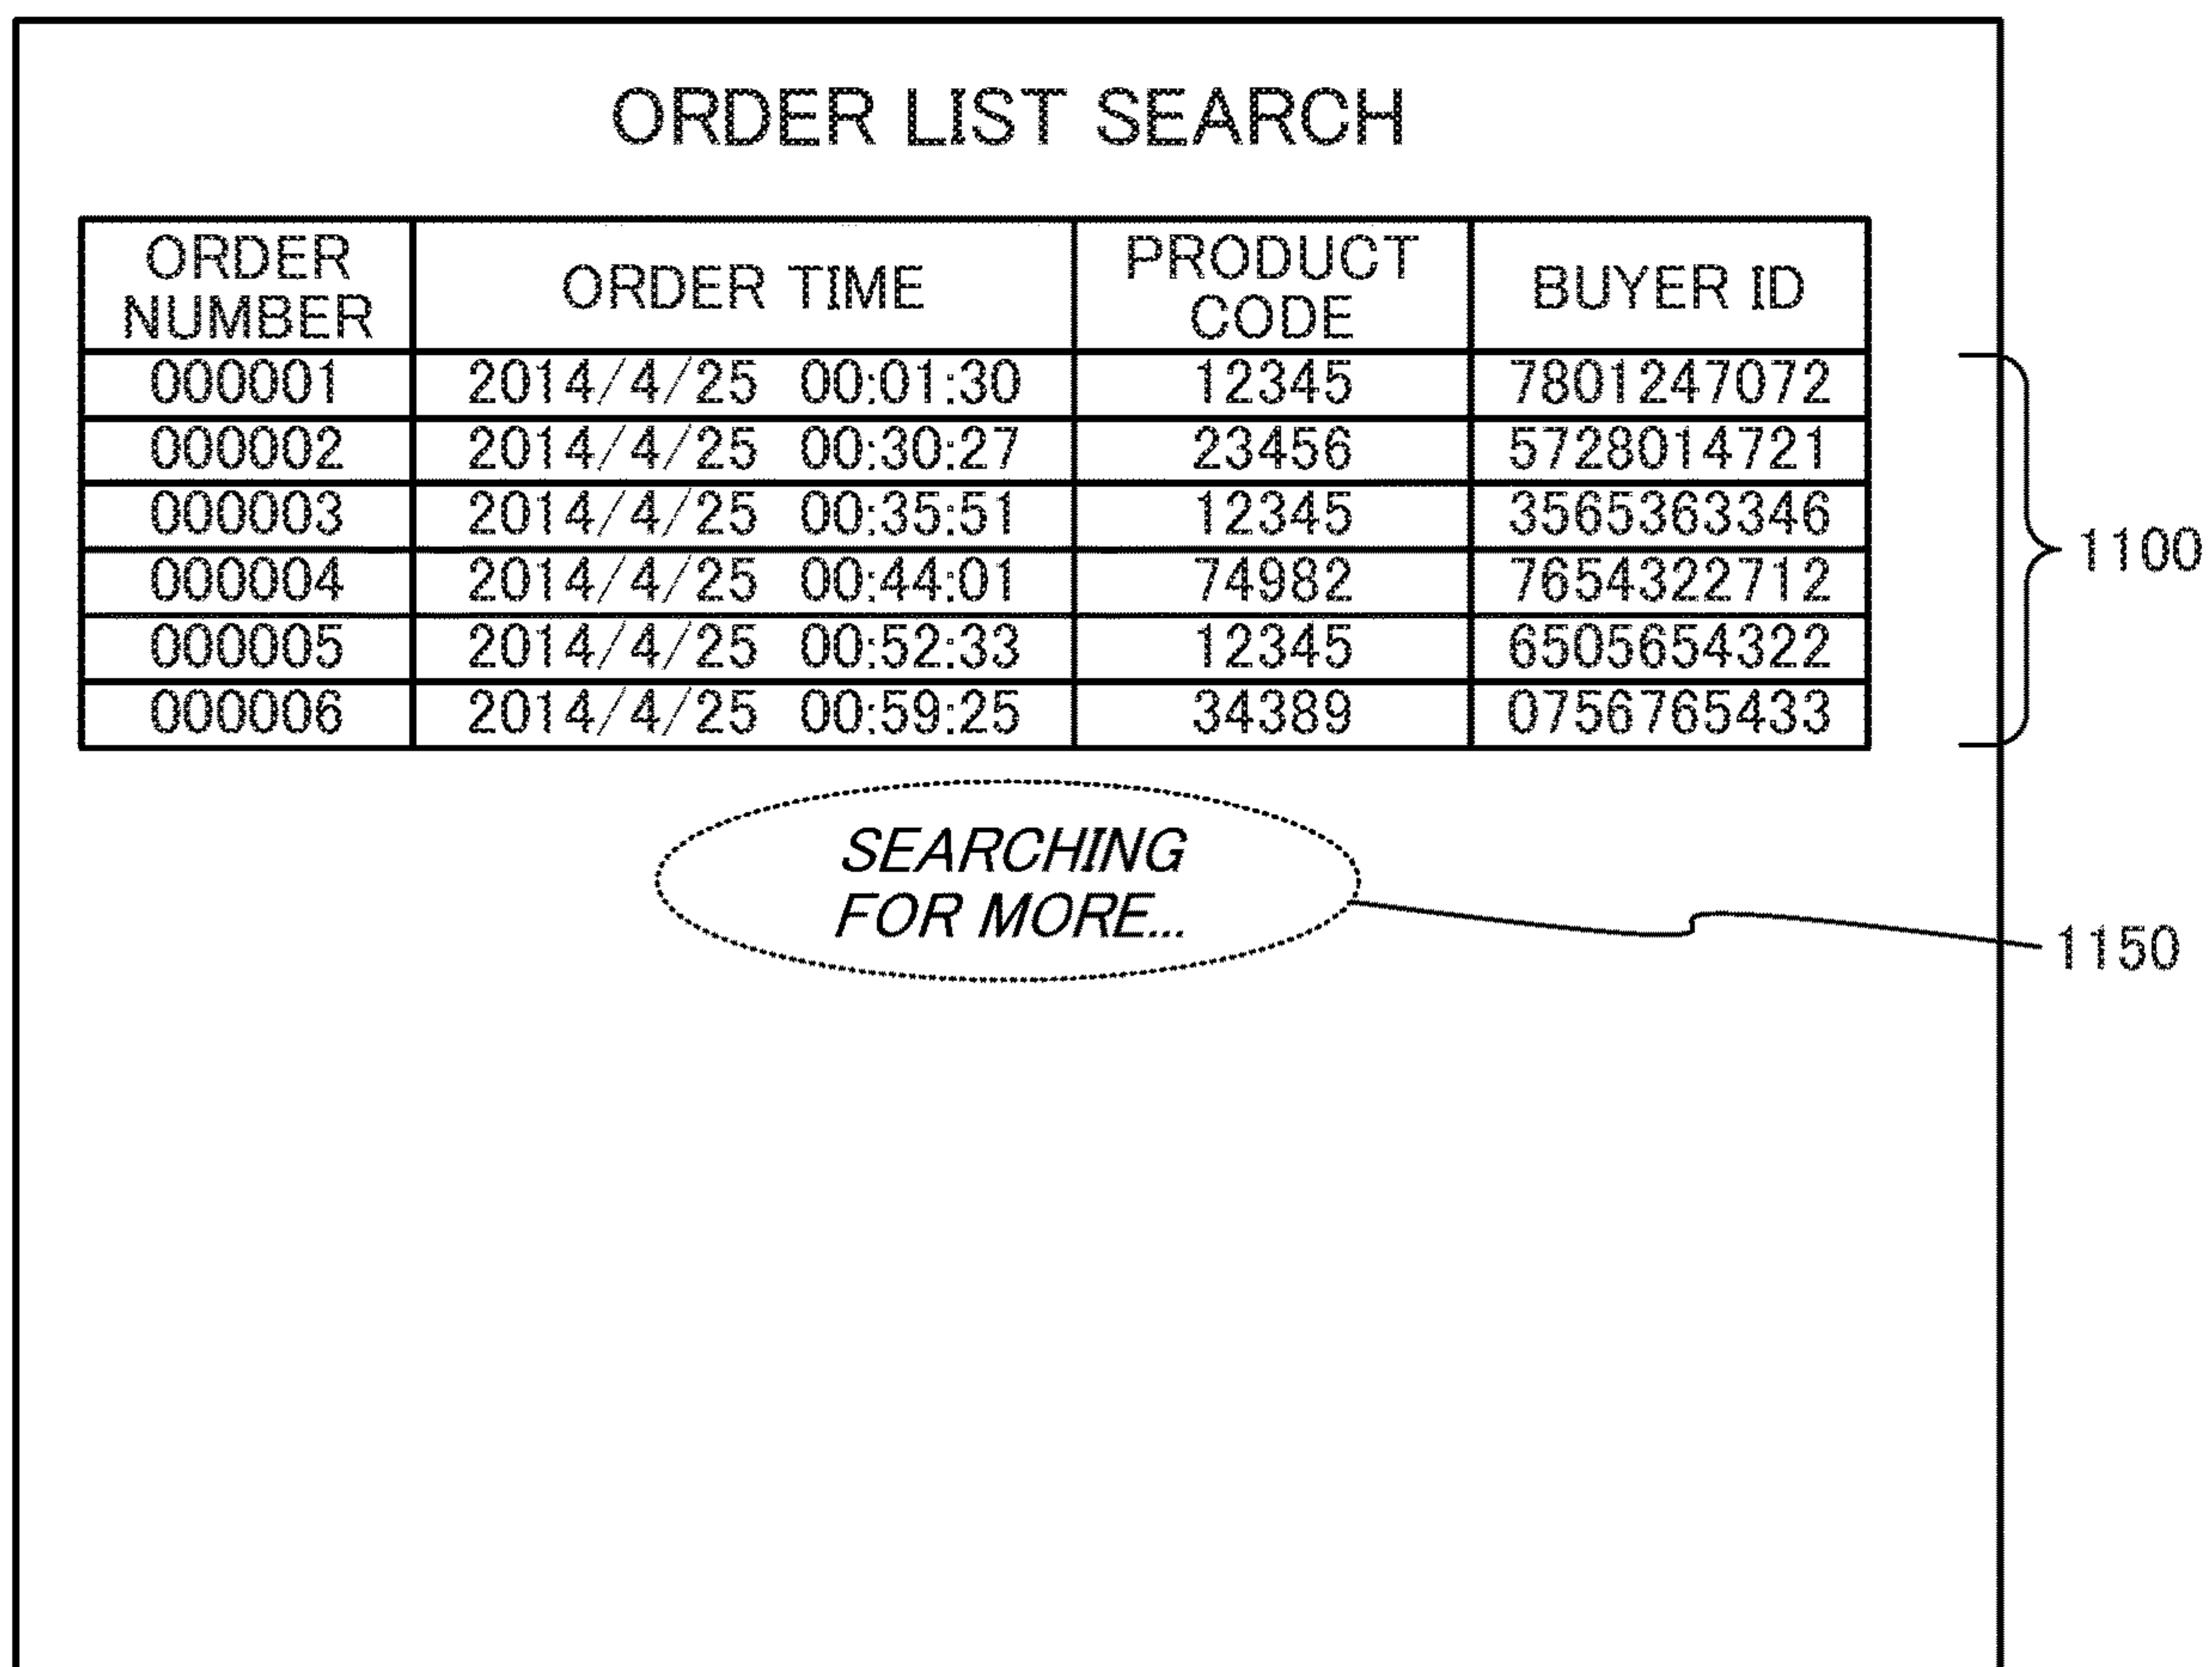 ORDER LIST SEARCH
ORDER NUMBER ORDER TIME PRODUCT CODE BUYER ID
000001 2014/4/25 00:01:30 12345 7801247072
000002 2014/4/25 00:30:27 23456 5728014721
000003 2014/4/25 00:35:51 12345 3565363346
000004 2014/4/25 00:44:01 74982 7654322712
000005 2014/4/25 00:52:33 12345 6505654322
000006 2014/4/25 00:59:25 34389 0756765433
1100
SEARCHING
FOR MORE...
1150